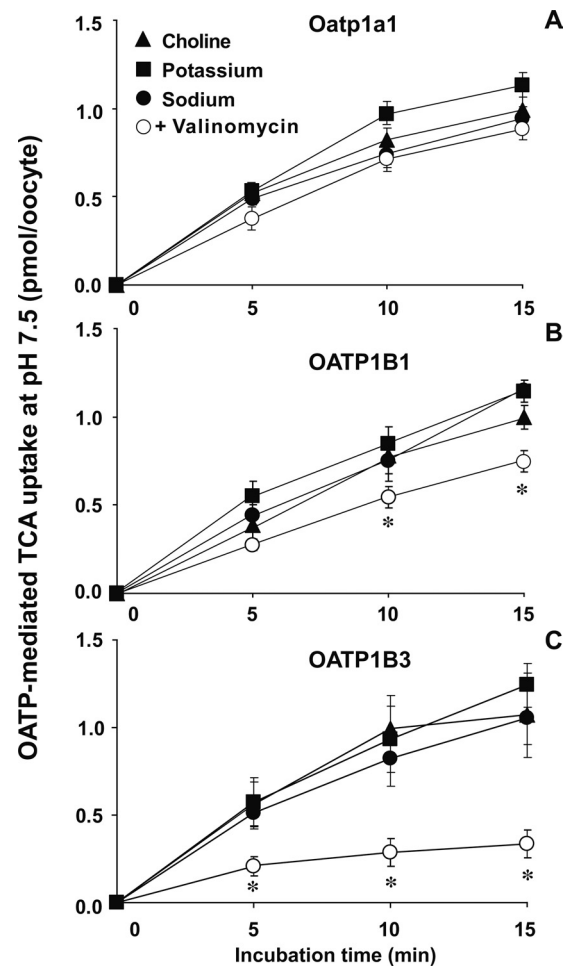 OATP-mediated TCA uptake at pH 7.5 (pmol/oocyte)
Oatp1a1
A
Choline
Potassium
Sodium
+ Valinomycin
1.5
1.0
0.5
0.0
0 5 10 15
OATP1B1
B
1.5
1.0
0.5
0.0
* *
0 5 10 15
OATP1B3
C
1.5
1.0
0.5
0.0
* * *
0 5 10 15
Incubation time (min)